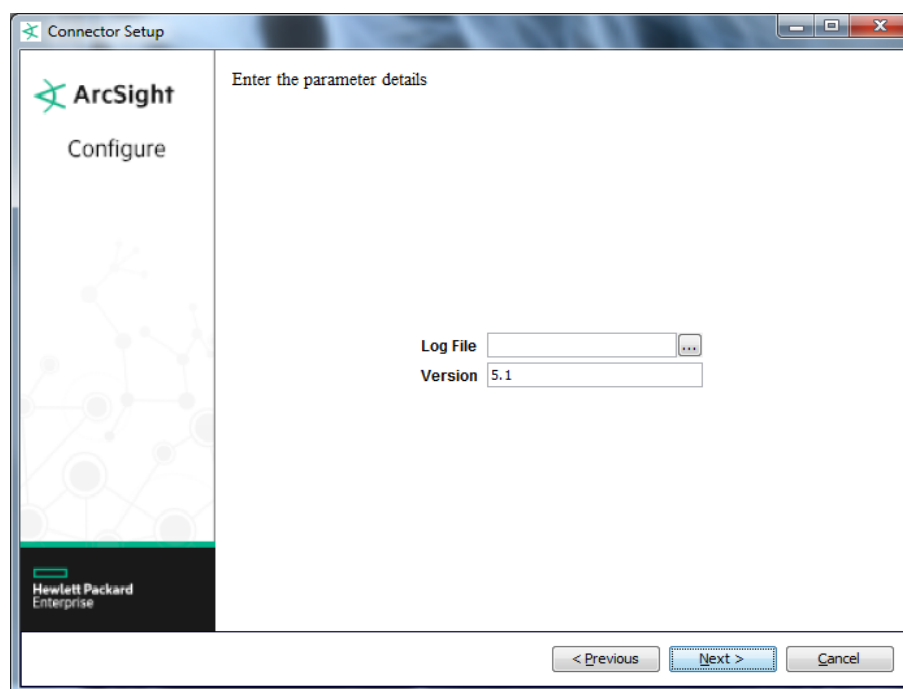 Connector Setup
ArcSight
Configure
Enter the parameter details
Log File
...
Version 5.1
Hewlett Packard
Enterprise
< Previous
Next >
Cancel